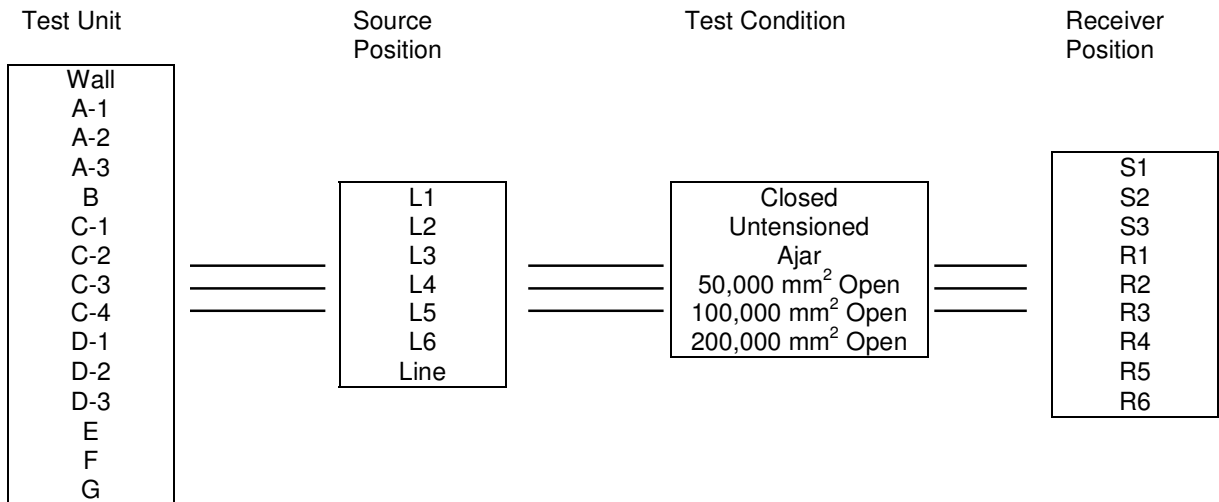 Test Unit
Source
Position
Test Condition
Receiver
Position
Wall
A-1
A-2
A-3
B
C-1
C-2
C-3
C-4
D-1
D-2
D-3
E
F
G
L1
L2
L3
L4
L5
L6
Line
Closed
Untensioned
Ajar
50,000 mm² Open
100,000 mm² Open
200,000 mm² Open
S1
S2
S3
R1
R2
R3
R4
R5
R6